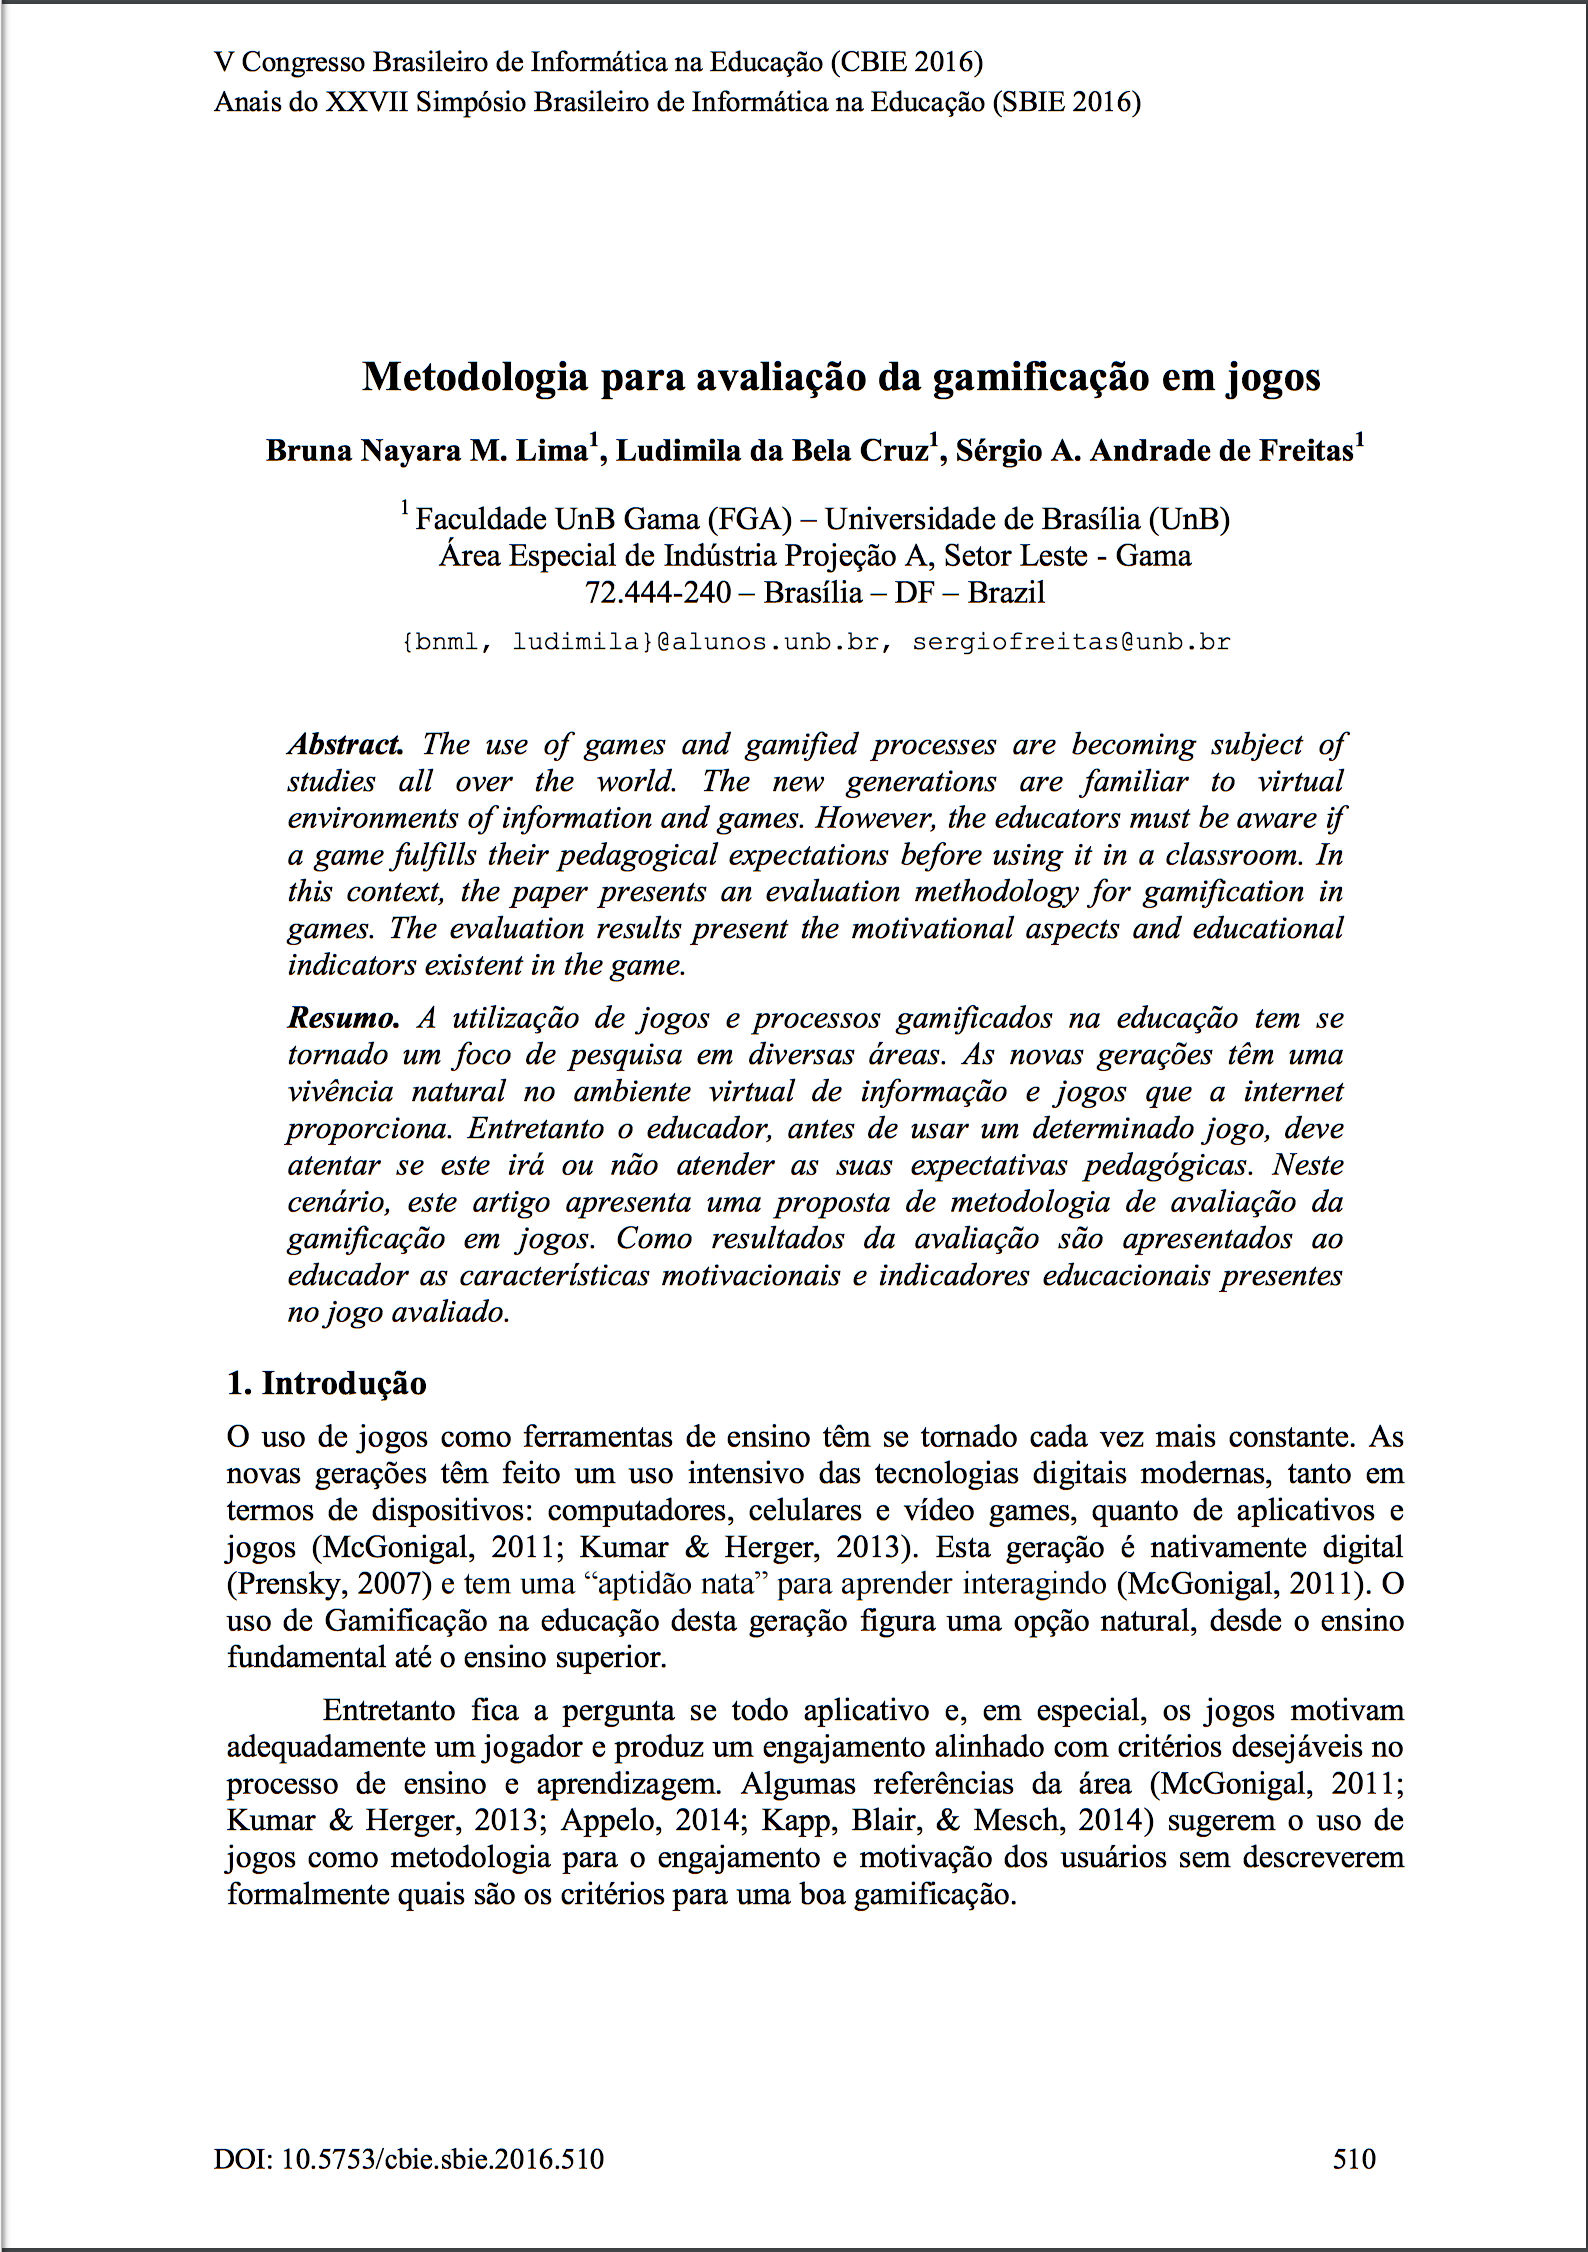 V Congresso Brasileiro de Informática na Educação (CBIE 2016)
Anais do XXVII Simpósio Brasileiro de Informática na Educação (SBIE 2016)
Metodologia para avaliação da gamificação em jogos
Bruna Nayara M. Lima¹, Ludimila da Bela Cruz¹, Sérgio A. Andrade de Freitas¹
¹ Faculdade UnB Gama (FGA) – Universidade de Brasília (UnB)
Área Especial de Indústria Projeção A, Setor Leste - Gama
72.444-240 – Brasília – DF – Brazil
{bnml, ludimila}@alunos.unb.br, sergiofreitas@unb.br
Abstract. The use of games and gamified processes are becoming subject of
studies all over the world. The new generations are familiar to virtual
environments of information and games. However, the educators must be aware if
a game fulfills their pedagogical expectations before using it in a classroom. In
this context, the paper presents an evaluation methodology for gamification in
games. The evaluation results present the motivational aspects and educational
indicators existent in the game.
Resumo. A utilização de jogos e processos gamificados na educação tem se
tornado um foco de pesquisa em diversas áreas. As novas gerações têm uma
vivência natural no ambiente virtual de informação e jogos que a internet
proporciona. Entretanto o educador, antes de usar um determinado jogo, deve
atentar se este irá ou não atender as suas expectativas pedagógicas. Neste
cenário, este artigo apresenta uma proposta de metodologia de avaliação da
gamificação em jogos. Como resultados da avaliação são apresentados ao
educador as características motivacionais e indicadores educacionais presentes
no jogo avaliado.
1. Introdução
O uso de jogos como ferramentas de ensino têm se tornado cada vez mais constante. As
novas gerações têm feito um uso intensivo das tecnologias digitais modernas, tanto em
termos de dispositivos: computadores, celulares e vídeo games, quanto de aplicativos e
jogos (McGonigal, 2011; Kumar & Herger, 2013). Esta geração é nativamente digital
(Prensky, 2007) e tem uma “aptidão nata” para aprender interagindo (McGonigal, 2011). O
uso de Gamificação na educação desta geração figura uma opção natural, desde o ensino
fundamental até o ensino superior.
Entretanto fica a pergunta se todo aplicativo e, em especial, os jogos motivam
adequadamente um jogador e produz um engajamento alinhado com critérios desejáveis no
processo de ensino e aprendizagem. Algumas referências da área (McGonigal, 2011;
Kumar & Herger, 2013; Appelo, 2014; Kapp, Blair, & Mesch, 2014) sugerem o uso de
jogos como metodologia para o engajamento e motivação dos usuários sem descreverem
formalmente quais são os critérios para uma boa gamificação.
DOI: 10.5753/cbie.sbie.2016.510 510